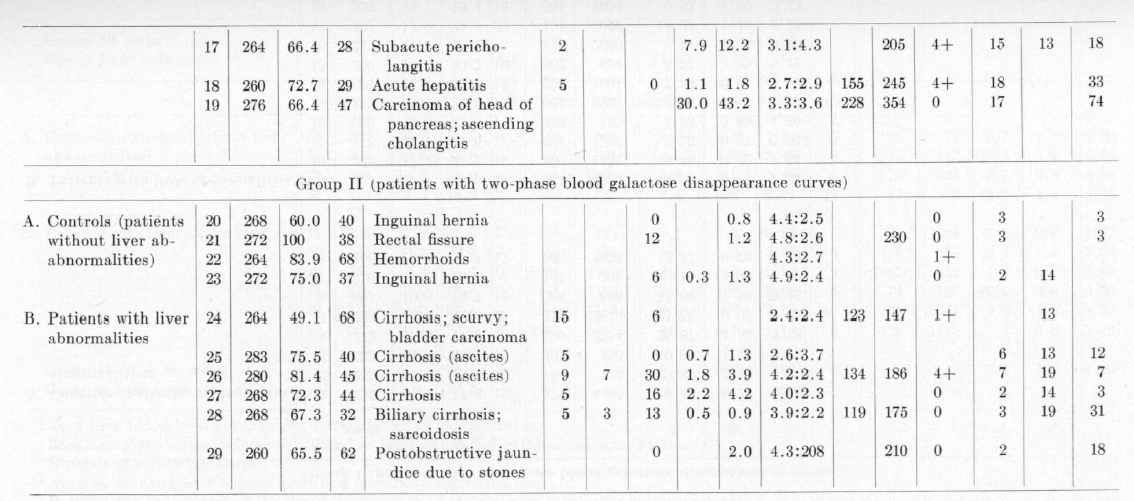 17 264 66.4 28 Subacute pericho- 2 7.9 12.2 3.1:4.3 205 4+ 15 13 18
langitis
18 260 72.7 29 Acute hepatitis 5 0 1.1 1.8 2.7:2.9 155 245 4+ 18 33
19 276 66.4 47 Carcinoma of head of 30.0 43.2 3.3:3.6 228 354 0 17 74
pancreas; ascending
cholangitis
Group II (patients with two-phase blood galactose disappearance curves)
A. Controls (patients 20 268 60.0 40 Inguinal hernia 0 0.8 4.4:2.5 0 3 3
without liver ab- 21 272 100 38 Rectal fissure 12 1.2 4.8:2.6 230 0 3 3
abnormalities) 22 264 83.9 68 Hemorrhoids 4.3:2.7 1+
23 272 75.0 37 Inguinal hernia 6 0.3 1.3 4.9:2.4 0 2 14
B. Patients with liver 24 264 49.1 68 Cirrhosis; scurvy; 15 6 2.4:2.4 123 147 1+ 13
abnormalities bladder carcinoma
25 283 75.5 40 Cirrhosis (ascites) 5 0 0.7 1.3 2.6:3.7 6 13 12
26 280 81.4 45 Cirrhosis (ascites) 9 7 30 1.8 3.9 4.2:2.4 134 186 4+ 7 19 7
27 268 72.3 44 Cirrhosis 5 16 2.2 4.2 4.0:2.3 0 2 14 3
28 268 67.3 32 Biliary cirrhosis; 5 3 13 0.5 0.9 3.9:2.2 119 175 0 3 19 31
sarcoidosis
29 260 65.5 62 Postobstructive jaun- 0 2.0 4.3:208 210 0 2 18
dice due to stones